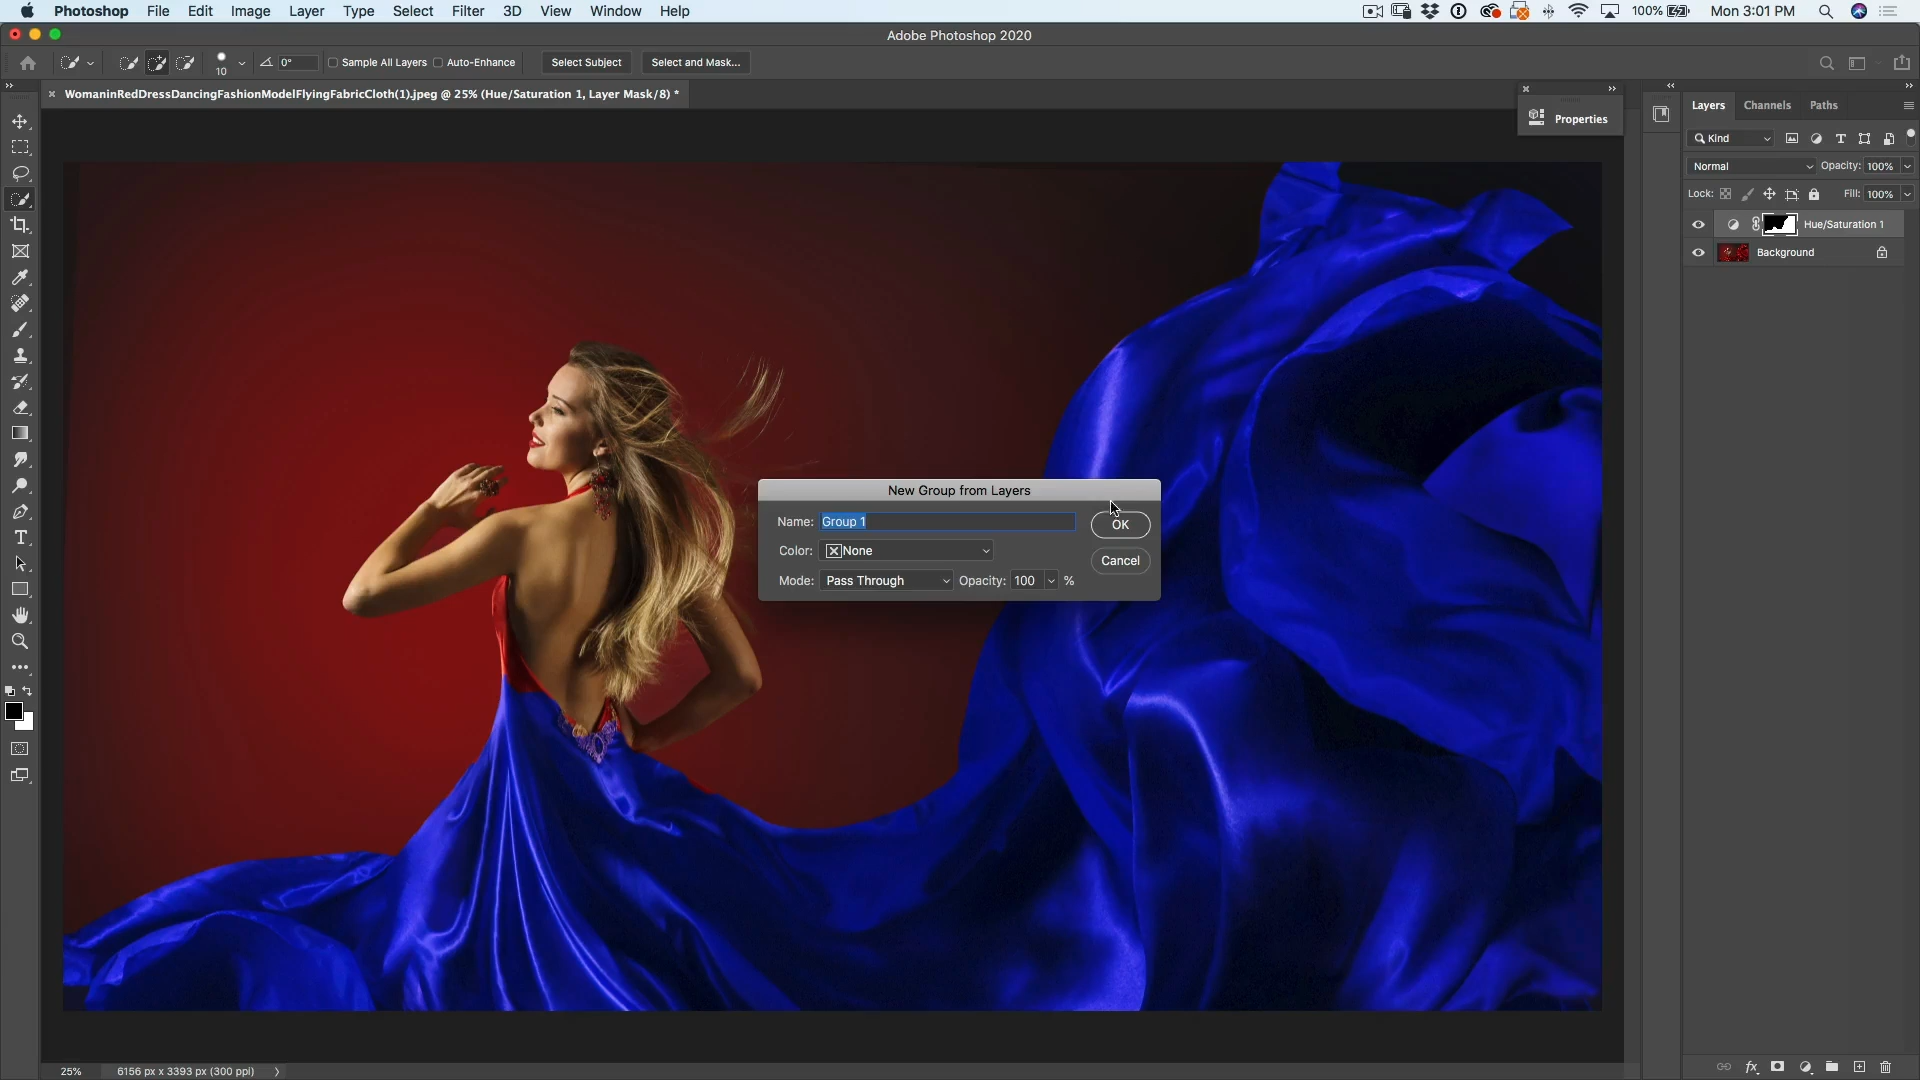 Photoshop File Edit Image Layer Type Select Filter 3D View Window Help 100% Mon 3:01 PM
Adobe Photoshop 2020
10 0° Sample All Layers Auto-Enhance Select Subject Select and Mask...
WomaninRedDressDancingFashionModelFlyingFabricCloth(1).jpeg @ 25% (Hue/Saturation 1, Layer Mask/8) *
Properties
Layers Channels Paths
Kind
Normal Opacity: 100%
Lock: Fill: 100%
Hue/Saturation 1
Background
New Group from Layers
Name: Group 1
OK
Color: None
Cancel
Mode: Pass Through Opacity: 100 %
25% 6156 px x 3393 px (300 ppi)